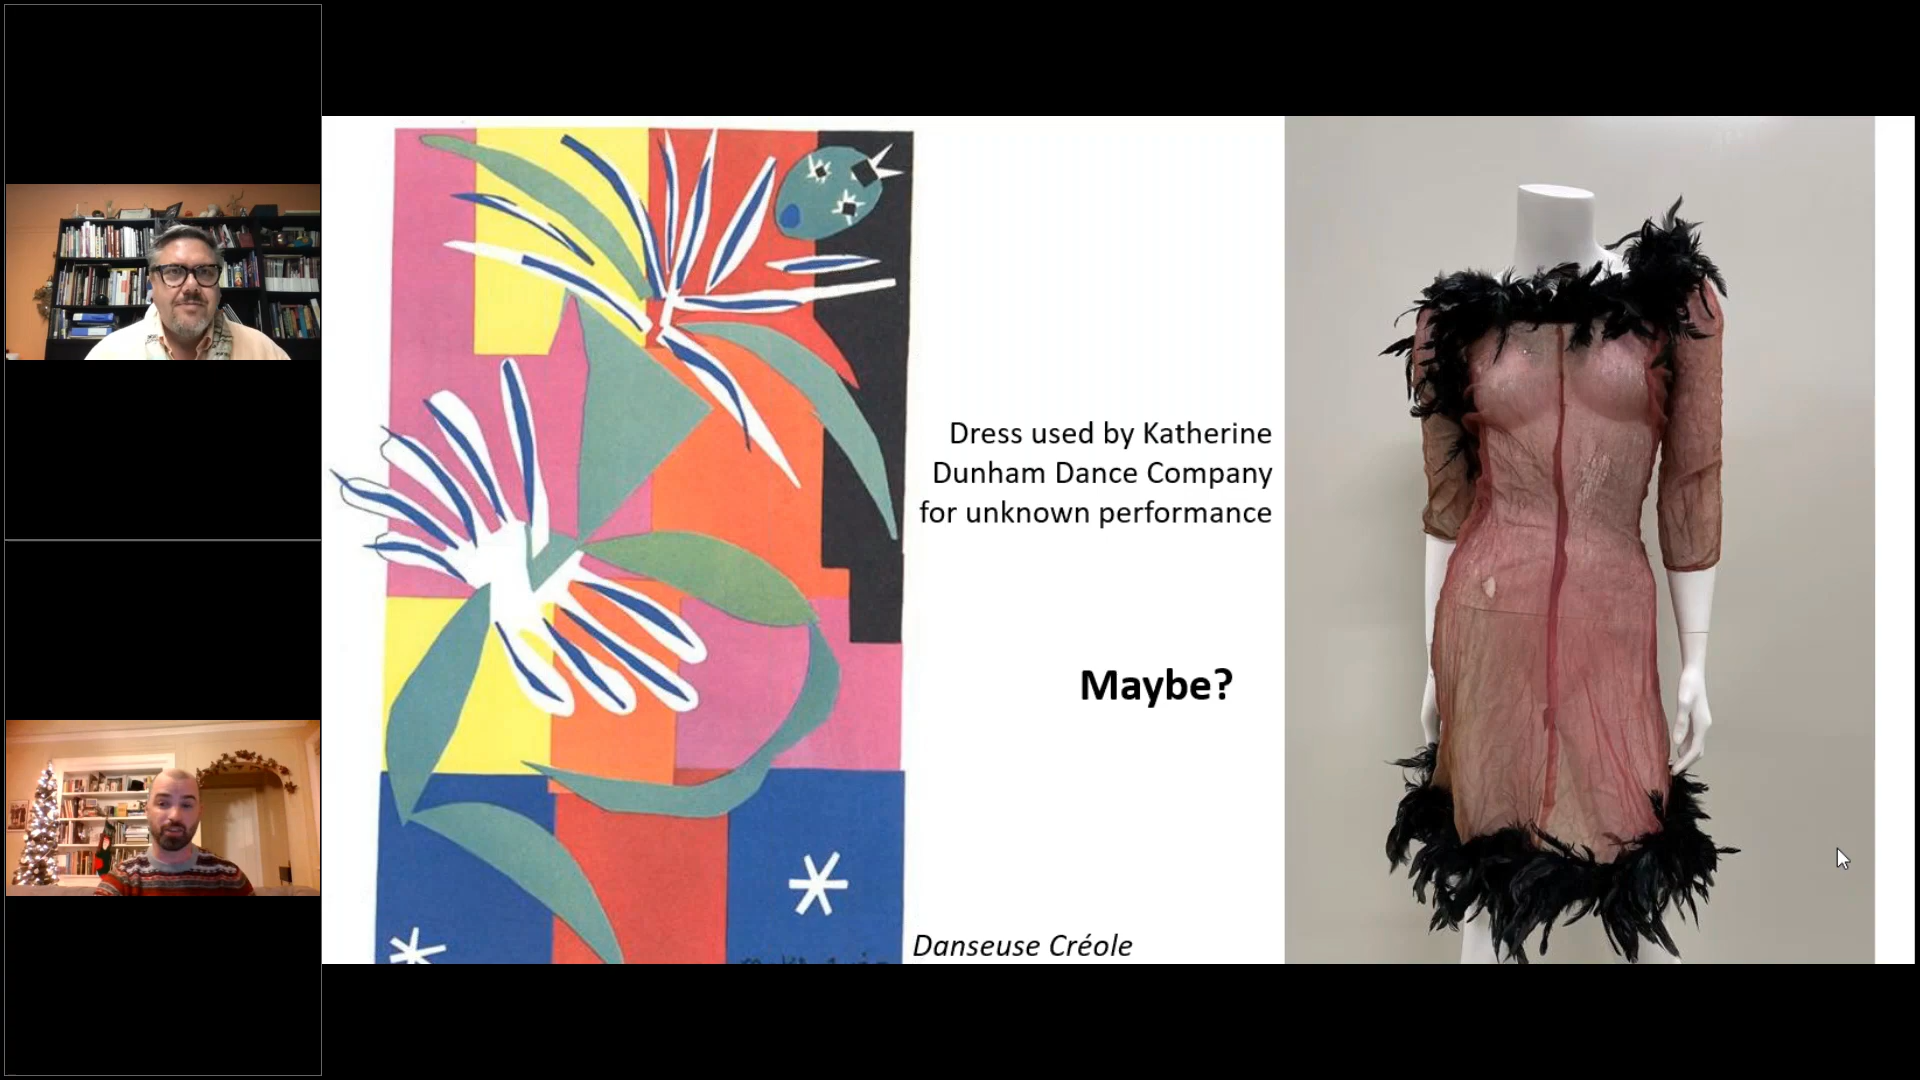 Dress used by Katherine
Dunham Dance Company
for unknown performance
Maybe?
Danseuse Créole